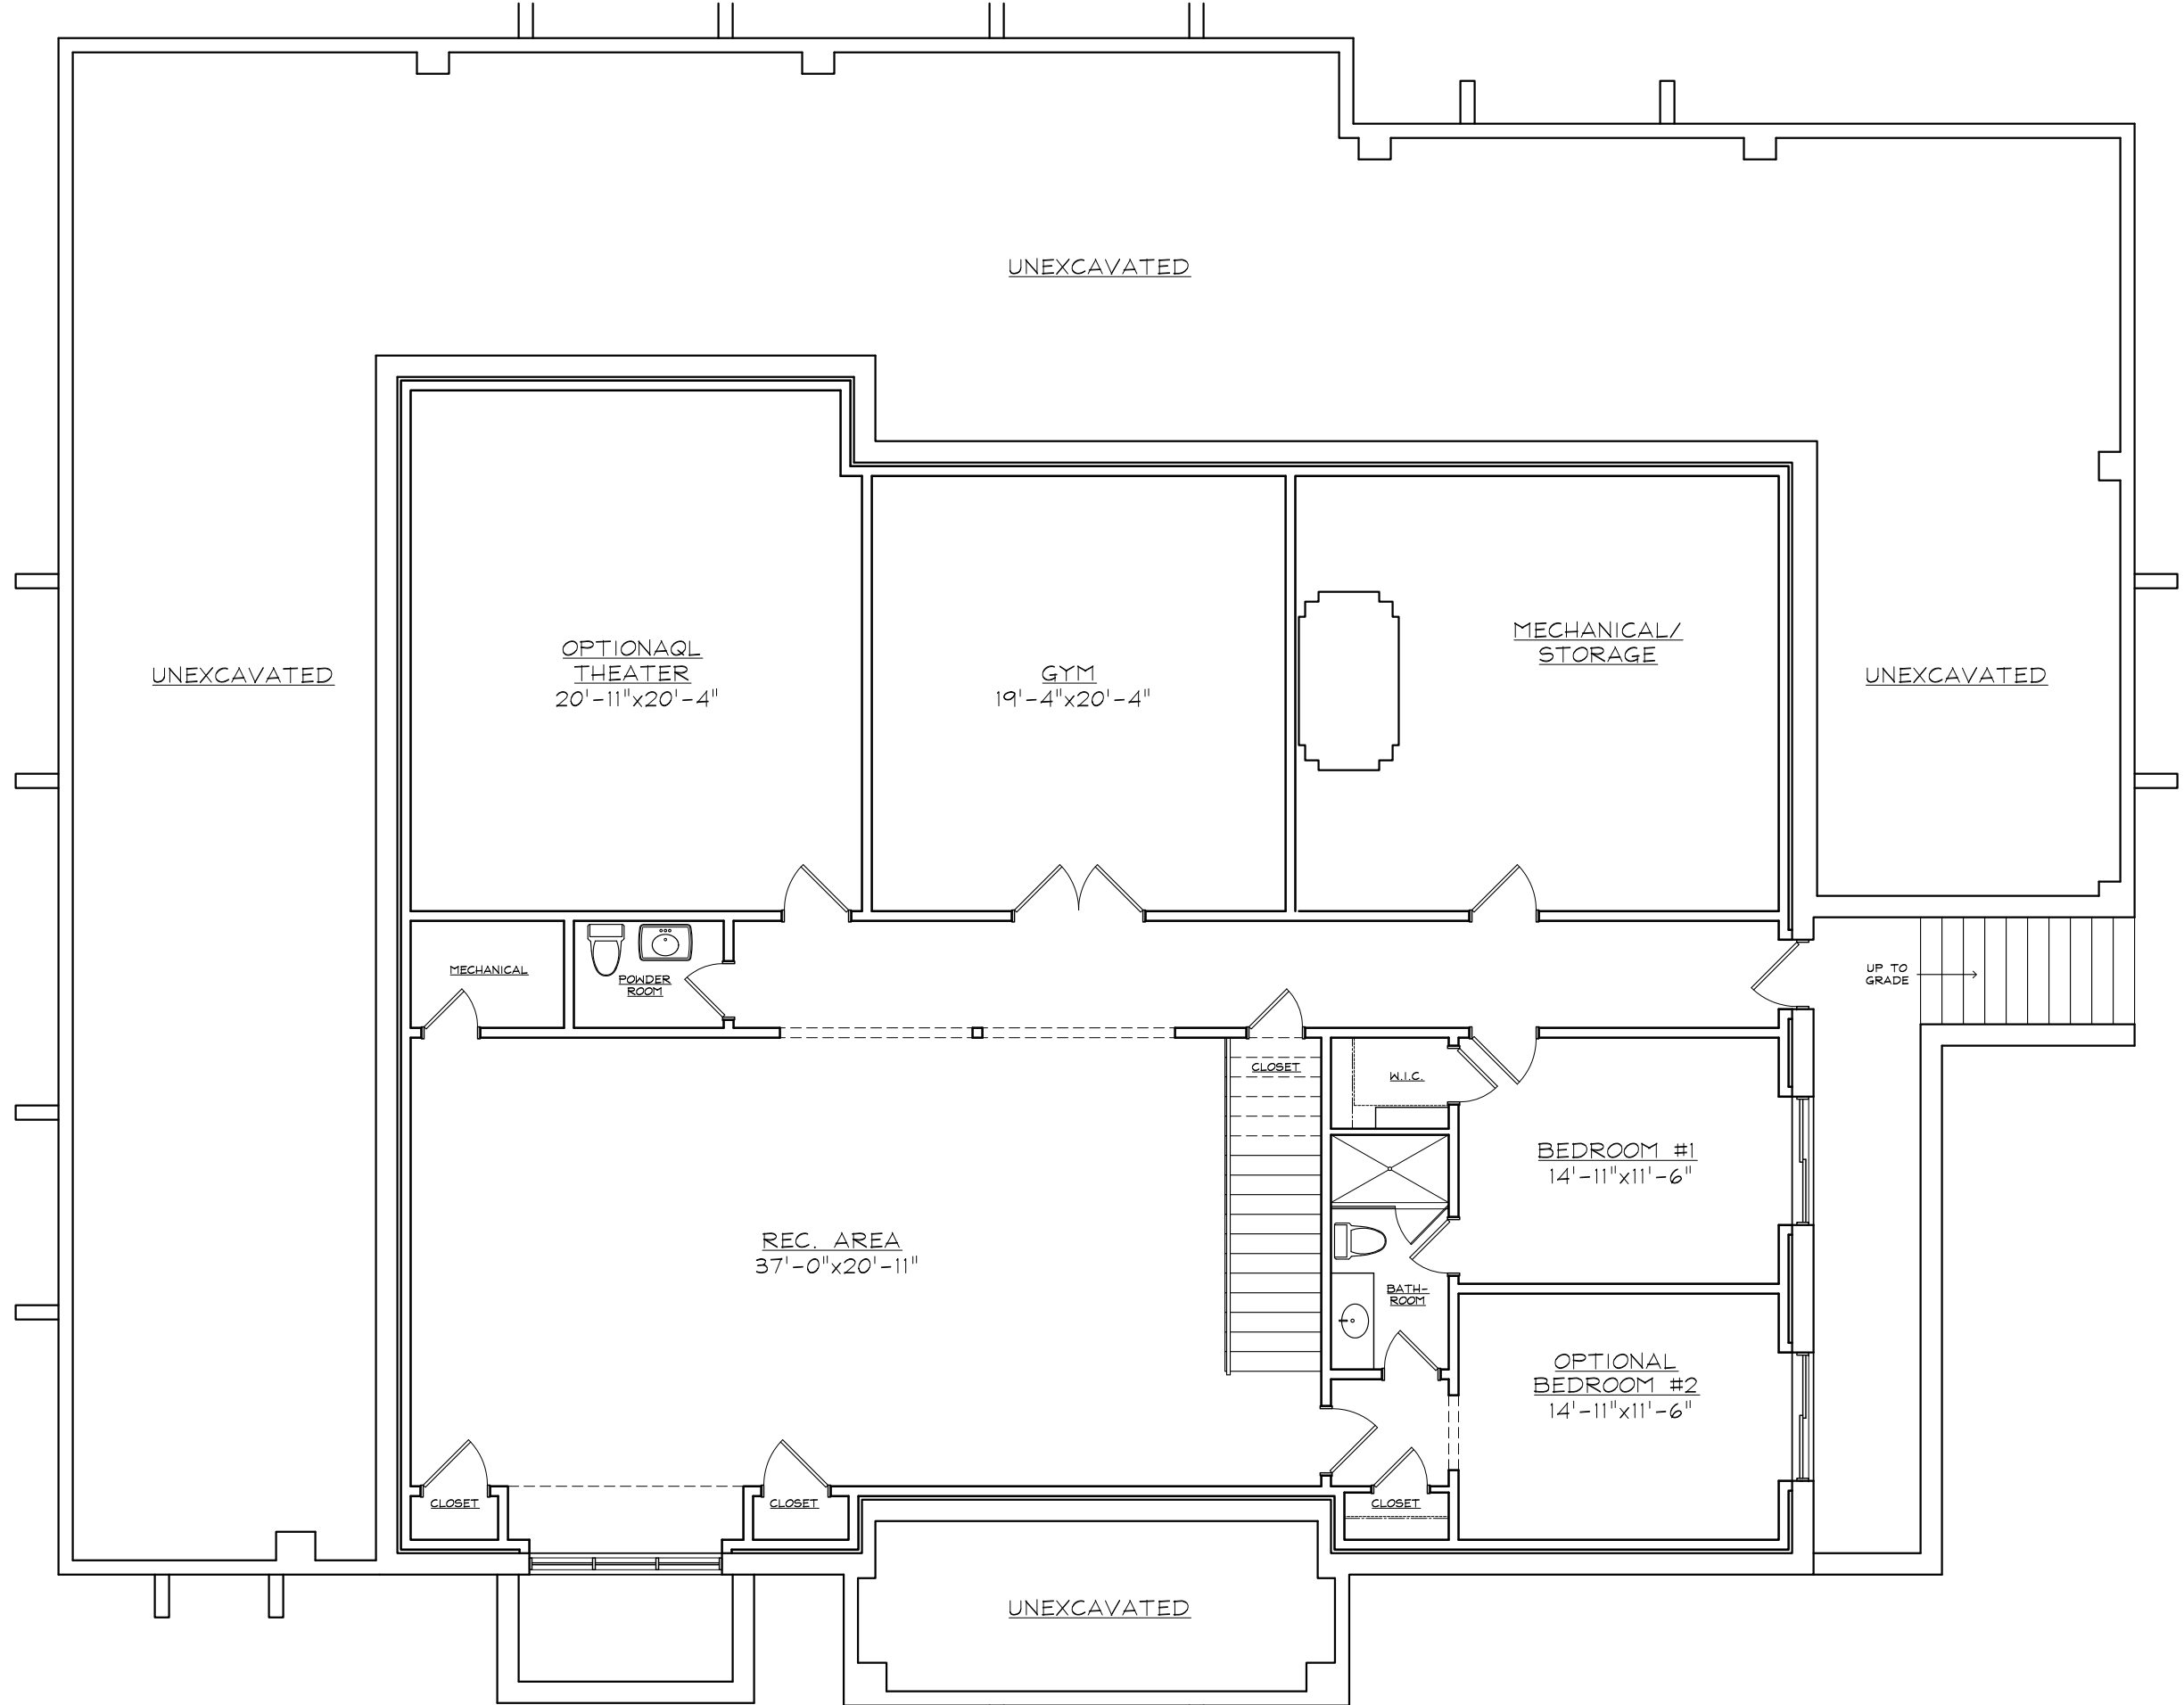 UNEXCAVATED
OPTIONAQL
THEATER
20'-11"x20'-4"
GYM
19'-4"x20'-4"
MECHANICAL/
STORAGE
UNEXCAVATED
UNEXCAVATED
MECHANICAL
POWDER
ROOM
UP TO
GRADE
CLOSET
W.I.C.
BEDROOM #1
14'-11"x11'-6"
REC. AREA
37'-0"x20'-11"
BATH-
ROOM
OPTIONAL
BEDROOM #2
14'-11"x11'-6"
CLOSET
CLOSET
CLOSET
UNEXCAVATED